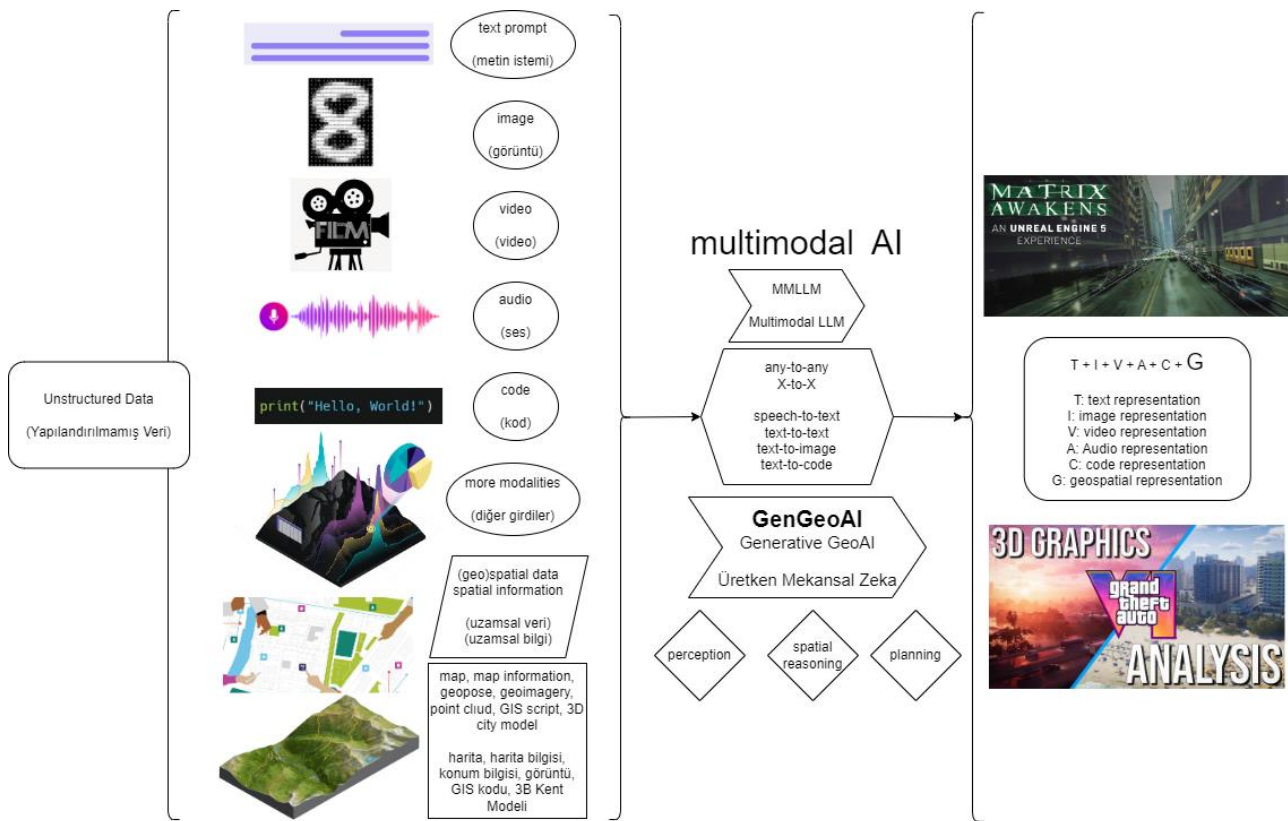 Unstructured Data
(Yapılandırılmamış Veri)
text prompt
(metin istemi)
image
(görüntü)
FILM
video
(video)
audio
(ses)
print("Hello, World!")
code
(kod)
more modalities
(diğer girdiler)
(geo)spatial data
spatial information
(uzamsal veri)
(uzamsal bilgi)
map, map information,
geopose, geoimagery,
point clıud, GIS script, 3D
city model
harita, harita bilgisi,
konum bilgisi, görüntü,
GIS kodu, 3B Kent
Modeli
multimodal AI
MMLLM
Multimodal LLM
any-to-any
X-to-X
speech-to-text
text-to-text
text-to-image
text-to-code
GenGeoAI
Generative GeoAI
Üretken Mekansal Zeka
perception
spatial
reasoning
planning
MATRIX
AWAKENS
AN UNREAL ENGINE 5
EXPERIENCE
T + I + V + A + C + G
T: text representation
I: image representation
V: video representation
A: Audio representation
C: code representation
G: geospatial representation
3D GRAPHICS
grand
theft
auto
VI
ANALYSIS